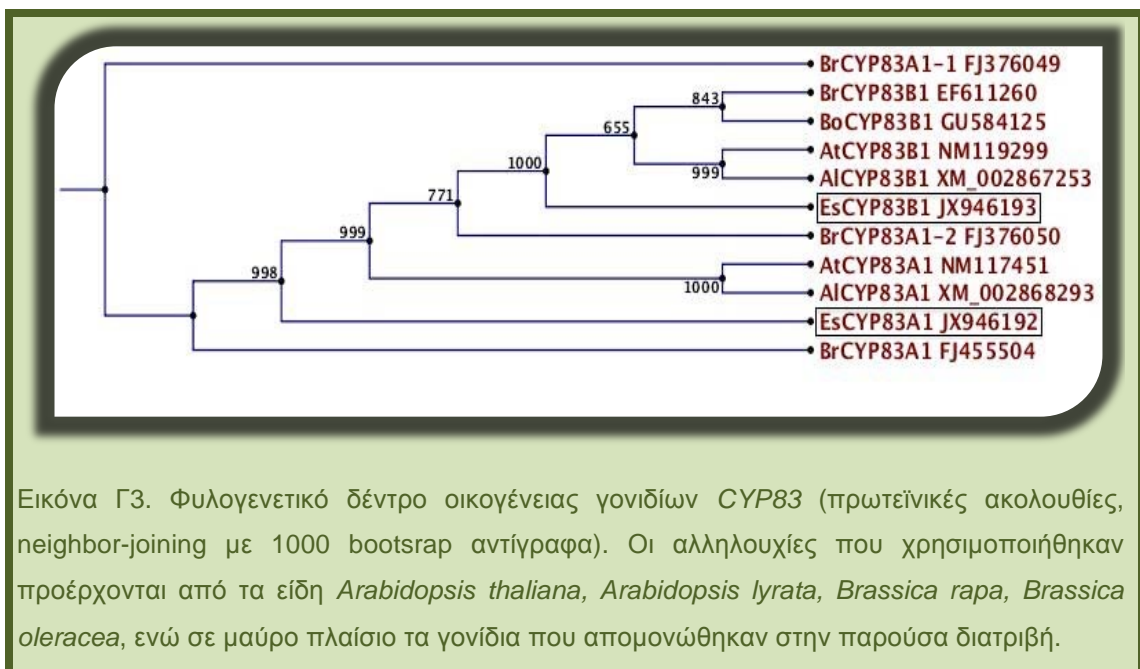 BrCYP83A1-1 FJ376049
843
BrCYP83B1 EF611260
655
BoCYP83B1 GU584125
1000
AtCYP83B1 NM119299
999
AlCYP83B1 XM_002867253
771
EsCYP83B1 JX946193
999
BrCYP83A1-2 FJ376050
998
AtCYP83A1 NM117451
1000
AlCYP83A1 XM_002868293
EsCYP83A1 JX946192
BrCYP83A1 FJ455504
Εικόνα Γ3. Φυλογενετικό δέντρο οικογένειας γονιδίων CYP83 (πρωτεϊνικές ακολουθίες,
neighbor-joining με 1000 bootsrap αντίγραφα). Οι αλληλουχίες που χρησιμοποιήθηκαν
προέρχονται από τα είδη Arabidopsis thaliana, Arabidopsis lyrata, Brassica rapa, Brassica
oleracea, ενώ σε μαύρο πλαίσιο τα γονίδια που απομονώθηκαν στην παρούσα διατριβή.